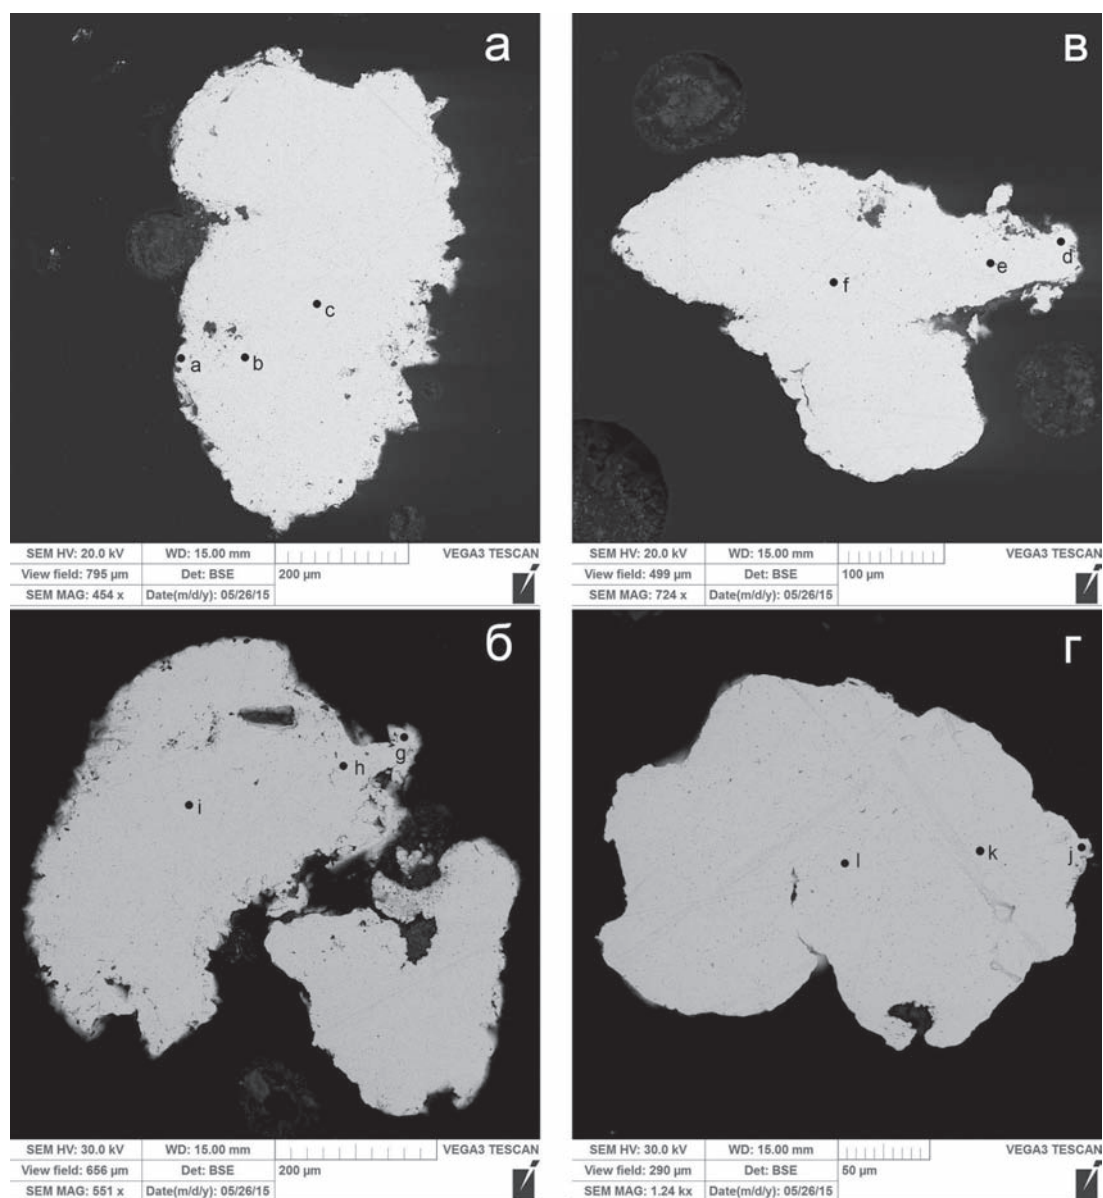 а
c
a
b
SEM HV: 20.0 kV WD: 15.00 mm VEGA3 TESCAN
View field: 795 µm Det: BSE 200 µm
SEM MAG: 454 x Date(m/d/y): 05/26/15
в
d
e
f
SEM HV: 20.0 kV WD: 15.00 mm VEGA3 TESCAN
View field: 499 µm Det: BSE 100 µm
SEM MAG: 724 x Date(m/d/y): 05/26/15
б
g
h
i
SEM HV: 30.0 kV WD: 15.00 mm VEGA3 TESCAN
View field: 656 µm Det: BSE 200 µm
SEM MAG: 551 x Date(m/d/y): 05/26/15
г
j
k
l
SEM HV: 30.0 kV WD: 15.00 mm VEGA3 TESCAN
View field: 290 µm Det: BSE 50 µm
SEM MAG: 1.24 kx Date(m/d/y): 05/26/15